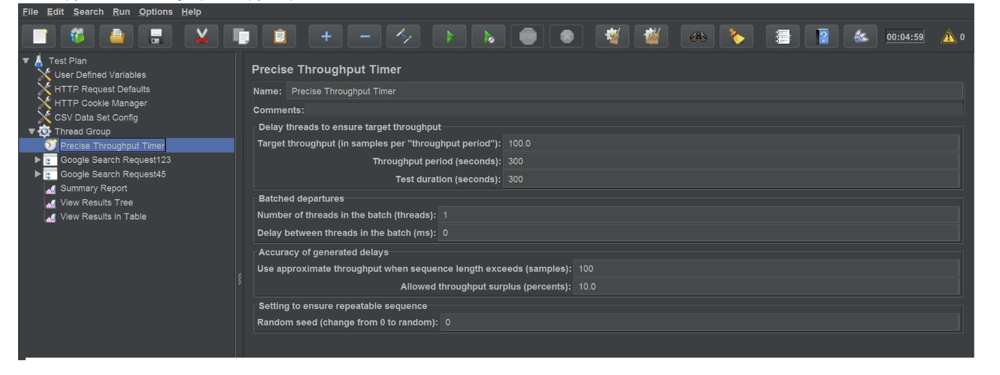 File Edit Search Run Options Help
STOP
00:04:59 0
Test Plan
User Defined Variables
HTTP Request Defaults
HTTP Cookie Manager
CSV Data Set Config
Thread Group
Precise Throughput Timer
Google Search Request123
Google Search Request45
Summary Report
View Results Tree
View Results in Table
Precise Throughput Timer
Name: Precise Throughput Timer
Comments:
Delay threads to ensure target throughput
Target throughput (in samples per "throughput period"): 100.0
Throughput period (seconds): 300
Test duration (seconds): 300
Batched departures
Number of threads in the batch (threads): 1
Delay between threads in the batch (ms): 0
Accuracy of generated delays
Use approximate throughput when sequence length exceeds (samples): 100
Allowed throughput surplus (percents): 10.0
Setting to ensure repeatable sequence
Random seed (change from 0 to random): 0